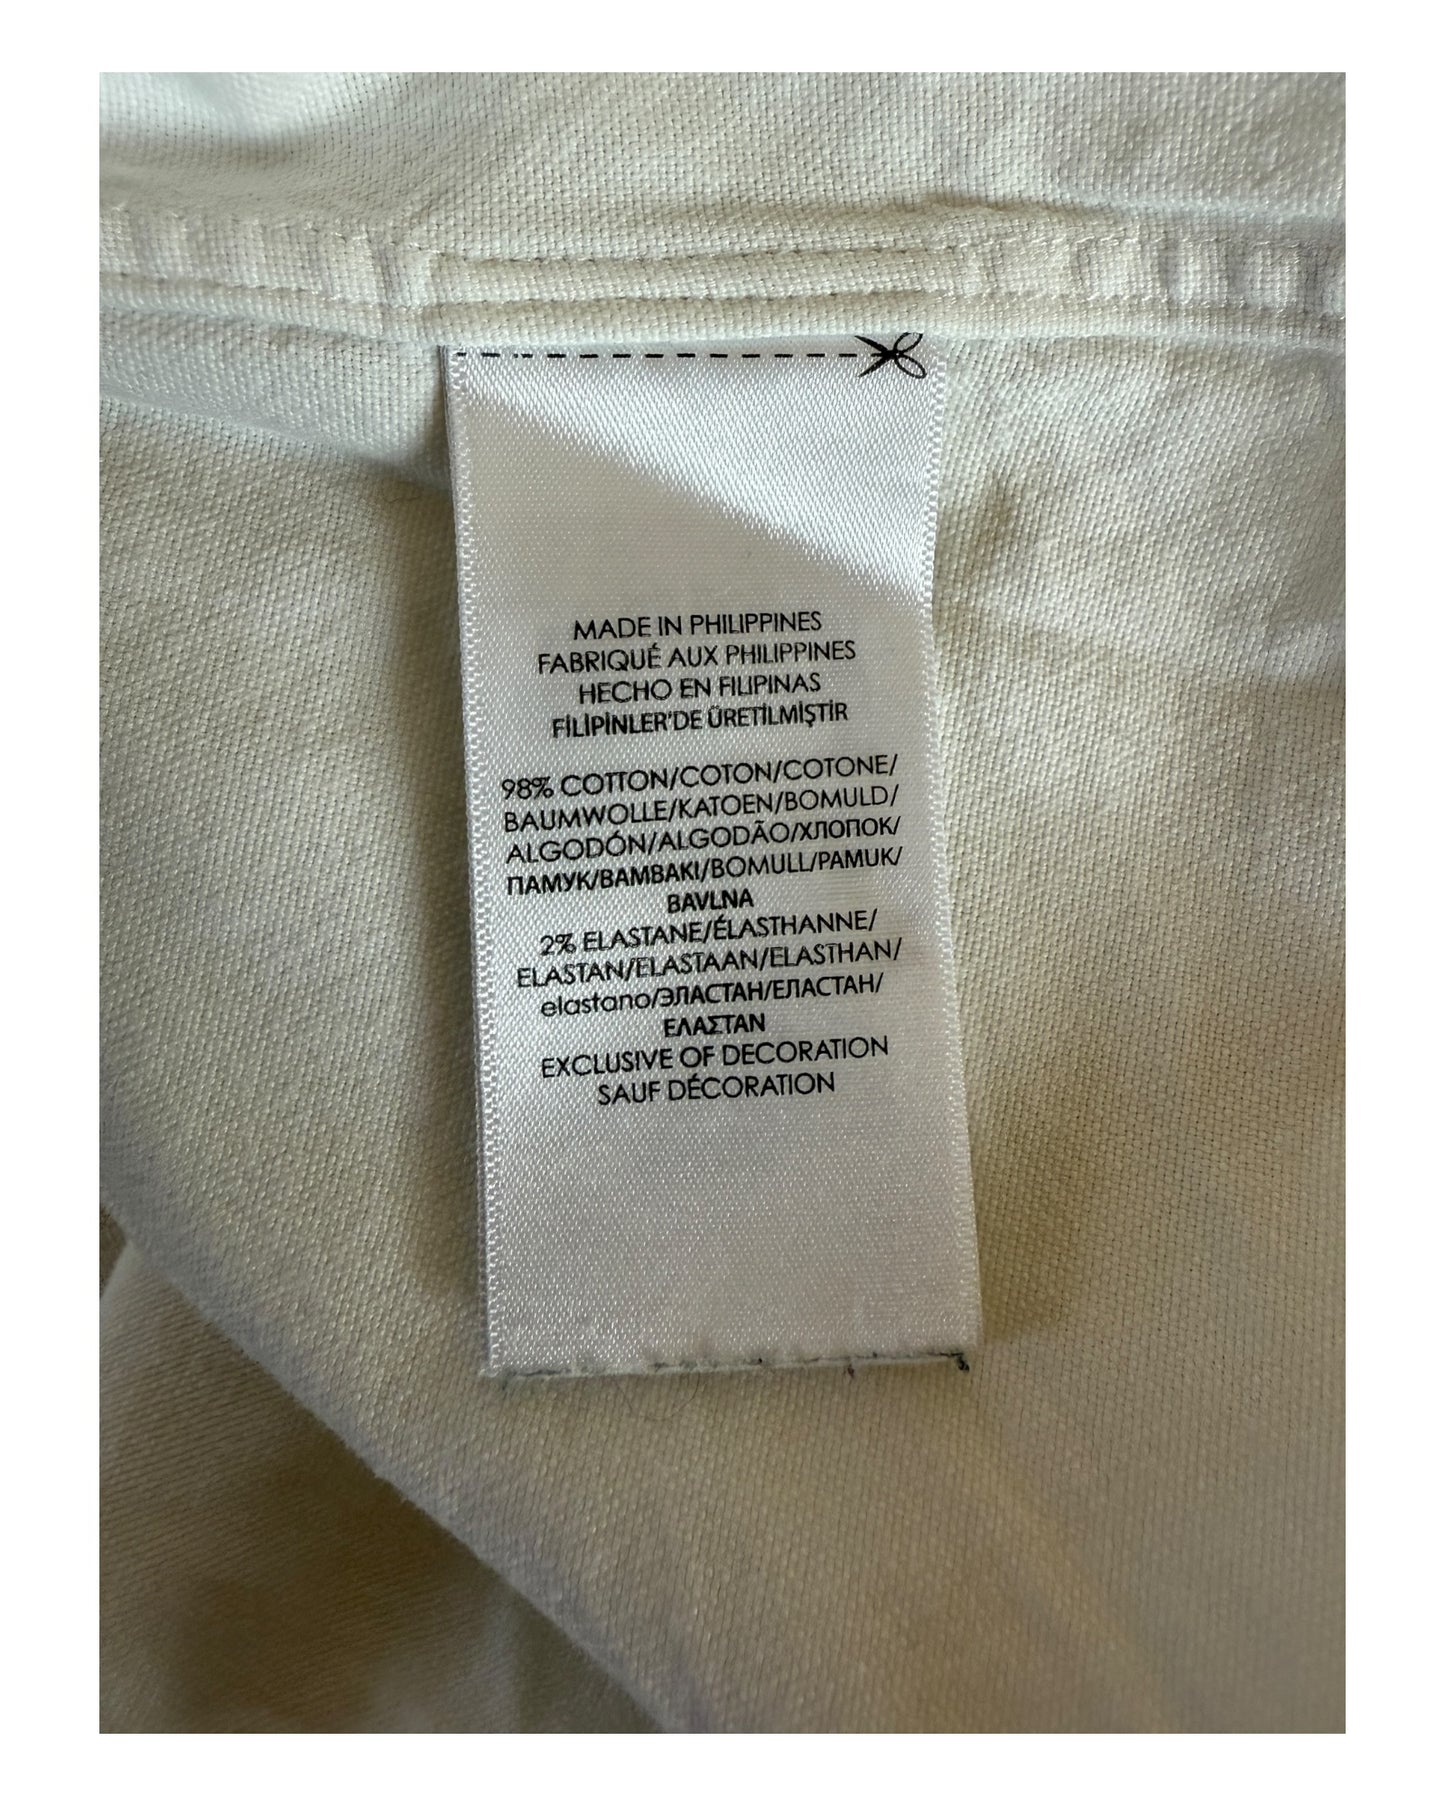 MADE IN PHILIPPINES
FABRIQUÉ AUX PHILIPPINES
HECHO EN FILIPINAS
FİLİPİNLER'DE ÜRETİLMİŞTİR
98% COTTON/COTON/COTONE/
BAUMWOLLE/KATOEN/BOMULD/
ALGODÓN/ALGODÃO/ХЛОПОК/
ПАМУК/ΒΑΜΒΑΚΙ/BOMULL/PAMUK/
BAVLNA
2% ELASTANE/ÉLASTHANNE/
ELASTAN/ELASTAAN/ELASTHAN/
elastano/ЭЛАСТАН/ЕЛАСТАН/
ΕΛΑΣΤΑΝ
EXCLUSIVE OF DECORATION
SAUF DÉCORATION